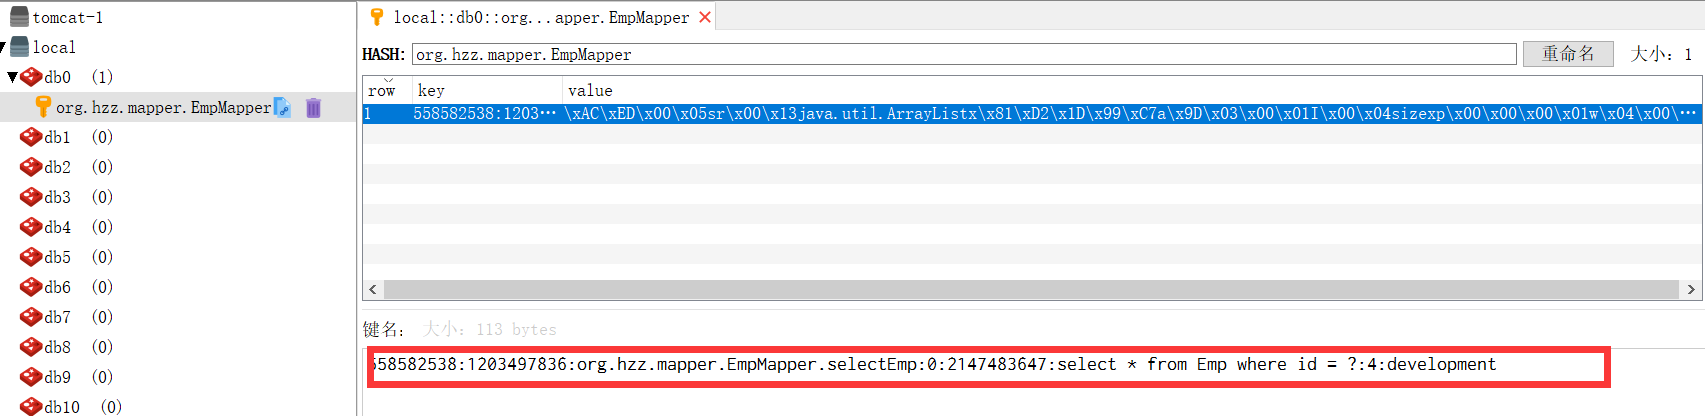 tomcat-1
local
db0 (1)
org.hzz.mapper.EmpMapper
db1 (0)
db2 (0)
db3 (0)
db4 (0)
db5 (0)
db6 (0)
db7 (0)
db8 (0)
db9 (0)
db10 (0)
local::db0::org...apper.EmpMapper
HASH: org.hzz.mapper.EmpMapper 重命名 大小: 1
row key value
1 558582538:1203··· \xAC\xED\x00\x05sr\x00\x13java.util.ArrayListx\x81\xD2\x1D\x99\xC7a\x9D\x03\x00\x01I\x00\x04sizexp\x00\x00\x00\x01w\x04\x00\···
键名: 大小: 113 bytes
558582538:1203497836:org.hzz.mapper.EmpMapper.selectEmp:0:2147483647:select * from Emp where id = ?:4:development